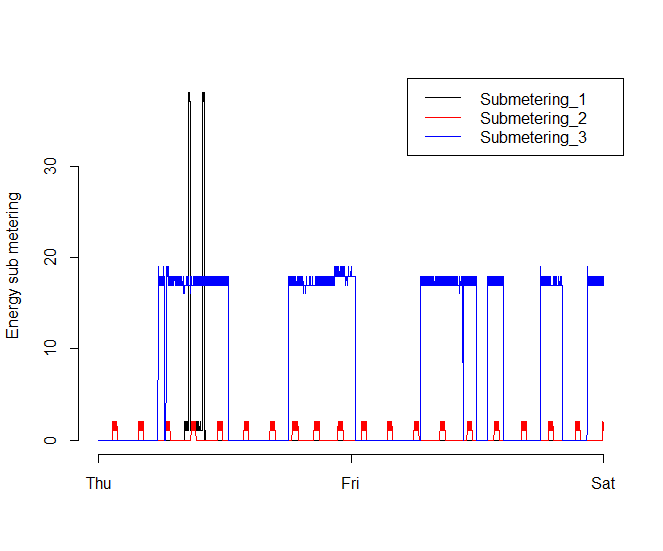 Submetering_1
Submetering_2
Submetering_3
Energy sub metering
30
20
10
0
Thu Fri Sat